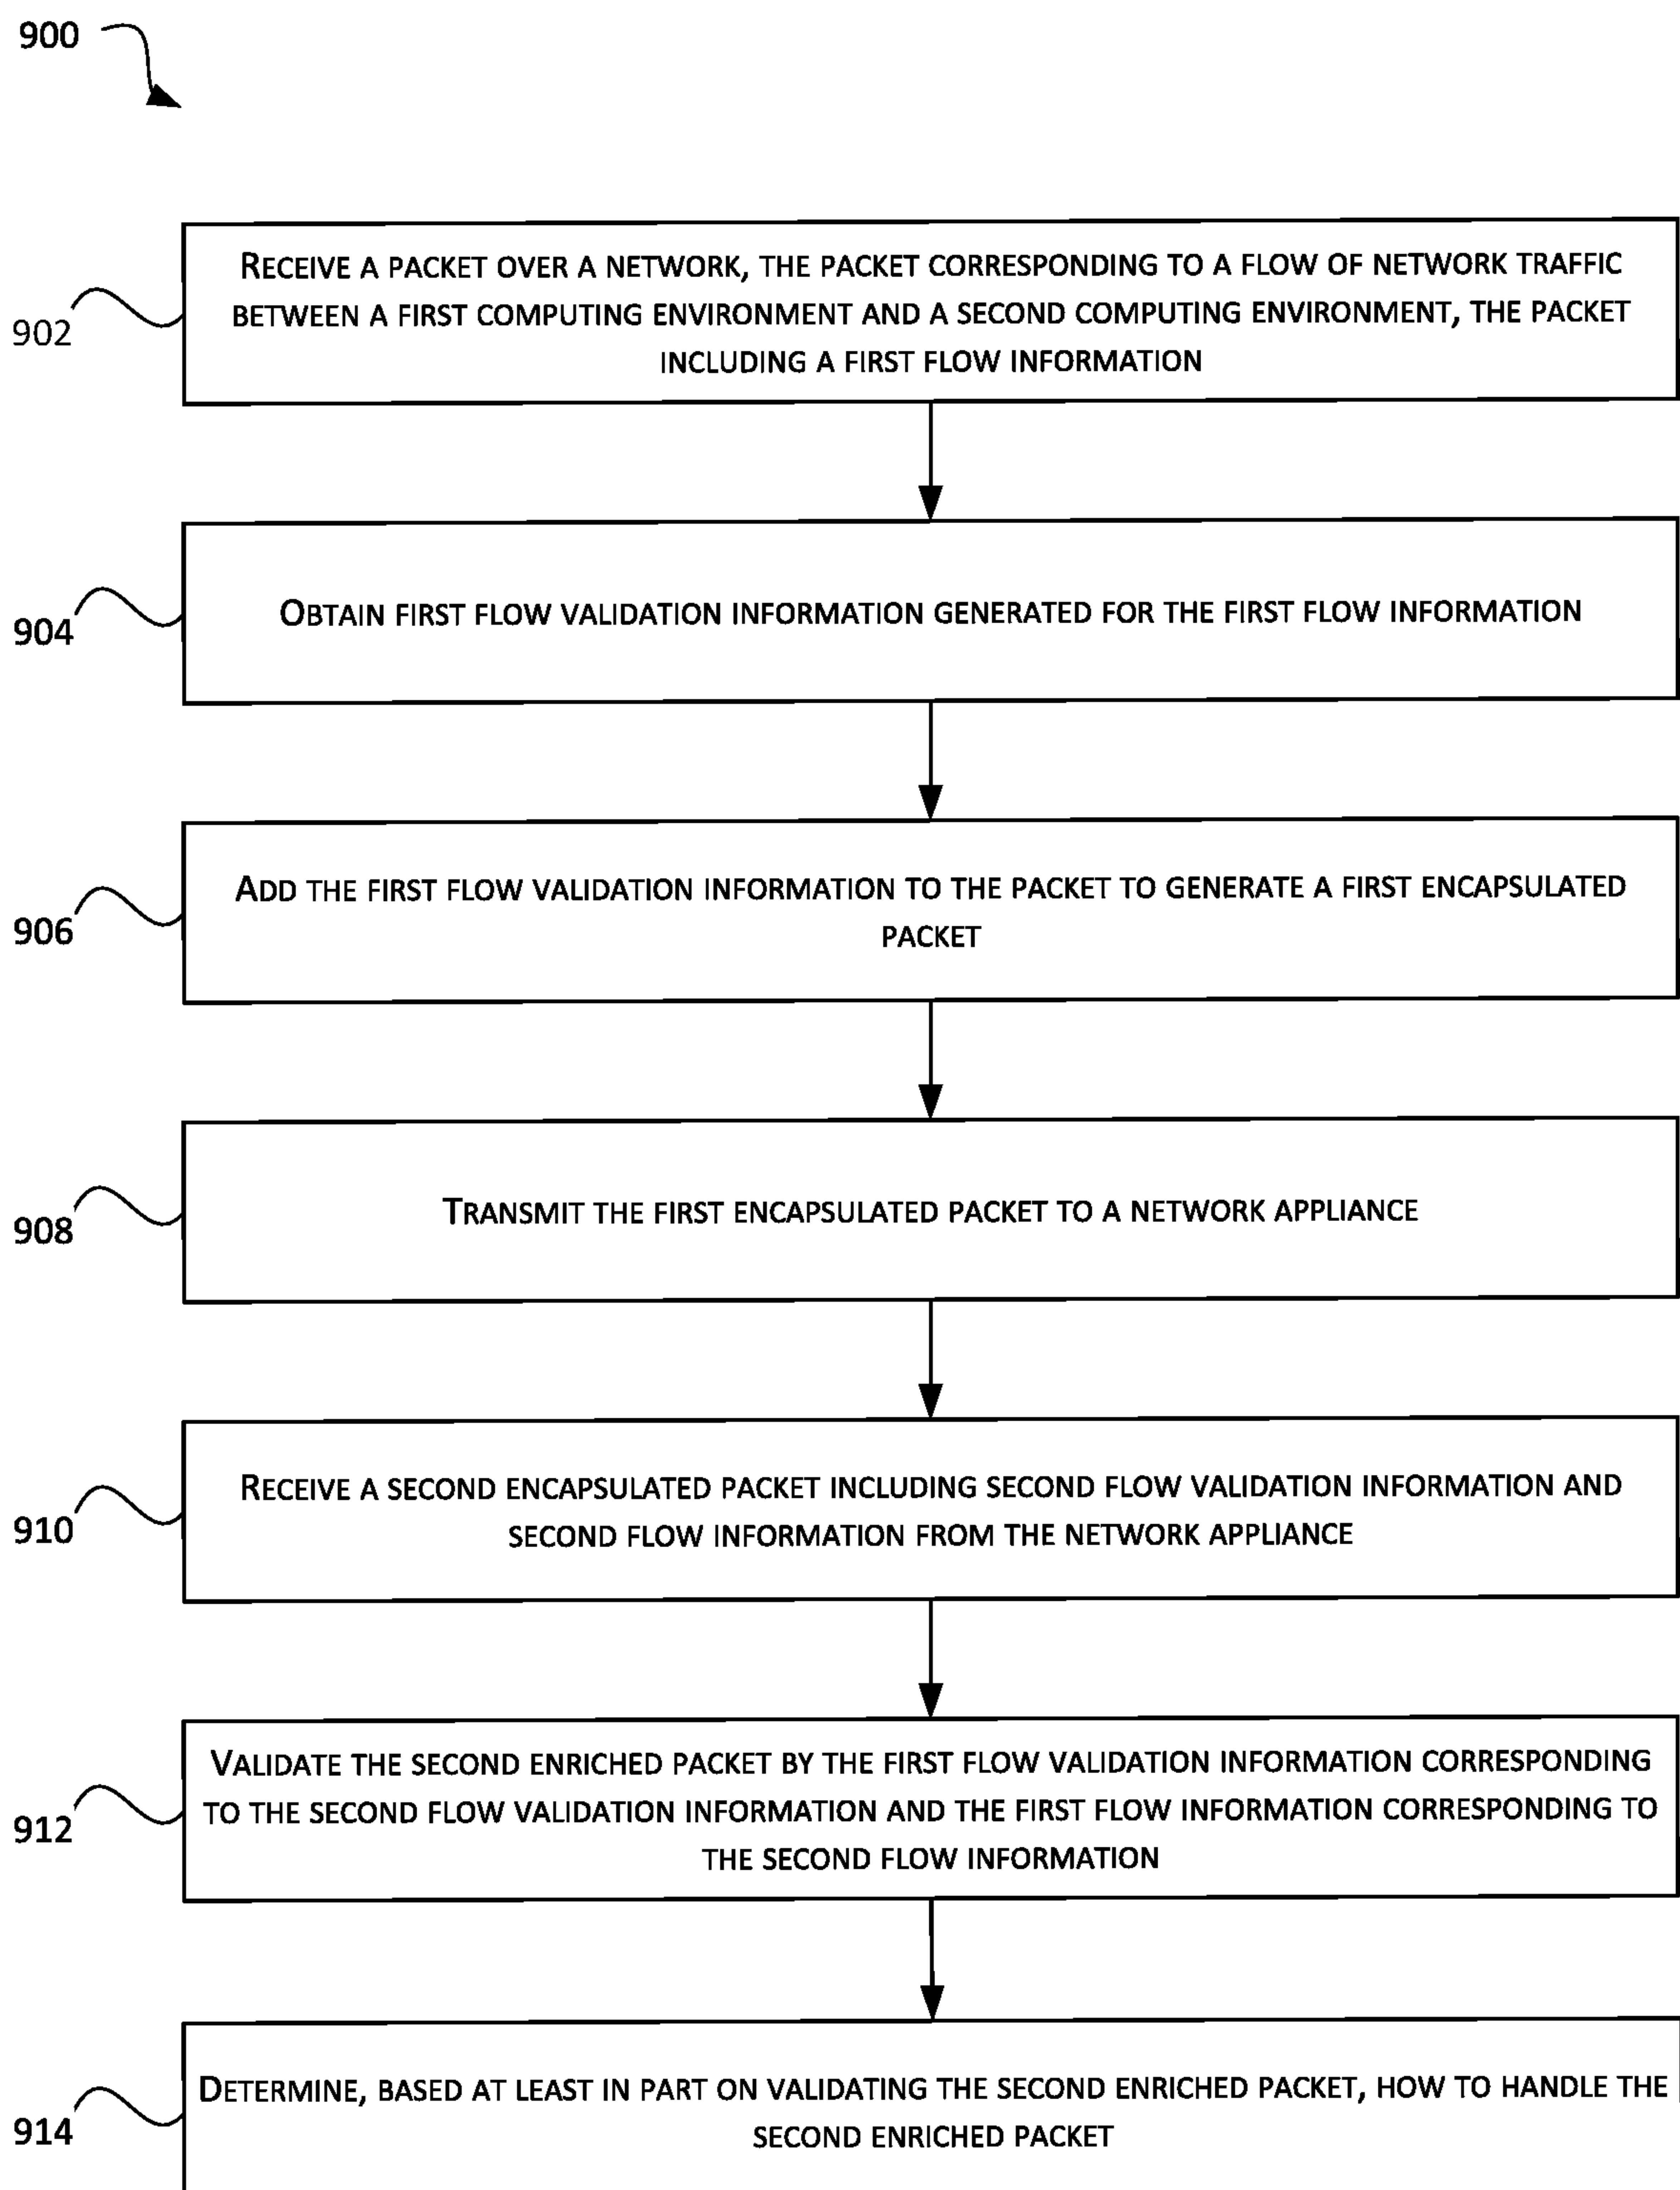 900
RECEIVE A PACKET OVER A NETWORK, THE PACKET CORRESPONDING TO A FLOW OF NETWORK TRAFFIC
BETWEEN A FIRST COMPUTING ENVIRONMENT AND A SECOND COMPUTING ENVIRONMENT, THE PACKET
INCLUDING A FIRST FLOW INFORMATION
902
OBTAIN FIRST FLOW VALIDATION INFORMATION GENERATED FOR THE FIRST FLOW INFORMATION
904
ADD THE FIRST FLOW VALIDATION INFORMATION TO THE PACKET TO GENERATE A FIRST ENCAPSULATED
PACKET
906
TRANSMIT THE FIRST ENCAPSULATED PACKET TO A NETWORK APPLIANCE
908
RECEIVE A SECOND ENCAPSULATED PACKET INCLUDING SECOND FLOW VALIDATION INFORMATION AND
SECOND FLOW INFORMATION FROM THE NETWORK APPLIANCE
910
VALIDATE THE SECOND ENRICHED PACKET BY THE FIRST FLOW VALIDATION INFORMATION CORRESPONDING
TO THE SECOND FLOW VALIDATION INFORMATION AND THE FIRST FLOW INFORMATION CORRESPONDING TO
THE SECOND FLOW INFORMATION
912
DETERMINE, BASED AT LEAST IN PART ON VALIDATING THE SECOND ENRICHED PACKET, HOW TO HANDLE THE
SECOND ENRICHED PACKET
914